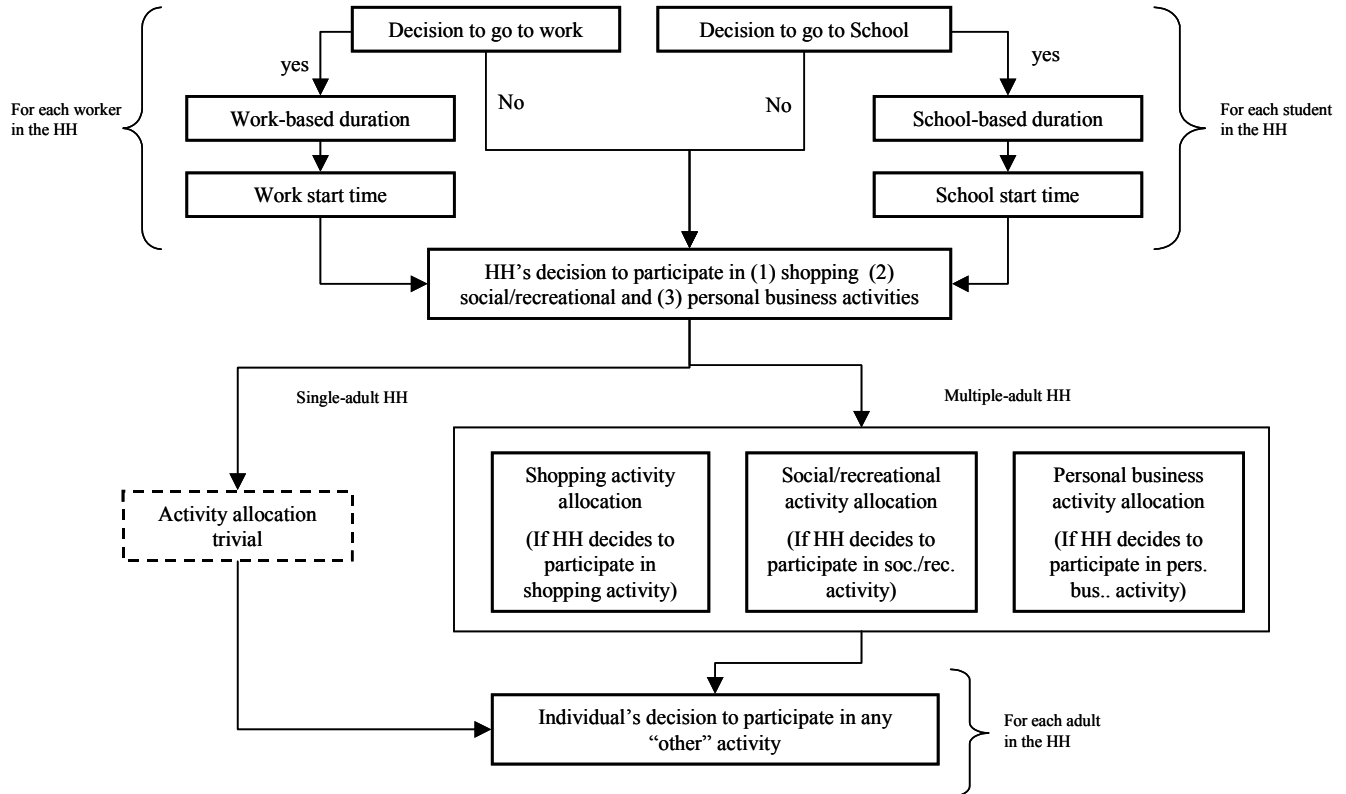 Decision to go to work
Decision to go to School
yes
yes
For each worker
in the HH
No
No
For each student
in the HH
Work-based duration
School-based duration
Work start time
School start time
HH’s decision to participate in (1) shopping (2)
social/recreational and (3) personal business activities
Single-adult HH
Multiple-adult HH
Activity allocation
trivial
Shopping activity
allocation
(If HH decides to
participate in
shopping activity)
Social/recreational
activity allocation
(If HH decides to
participate in soc./rec.
activity)
Personal business
activity allocation
(If HH decides to
participate in pers.
bus.. activity)
Individual’s decision to participate in any
“other” activity
For each adult
in the HH